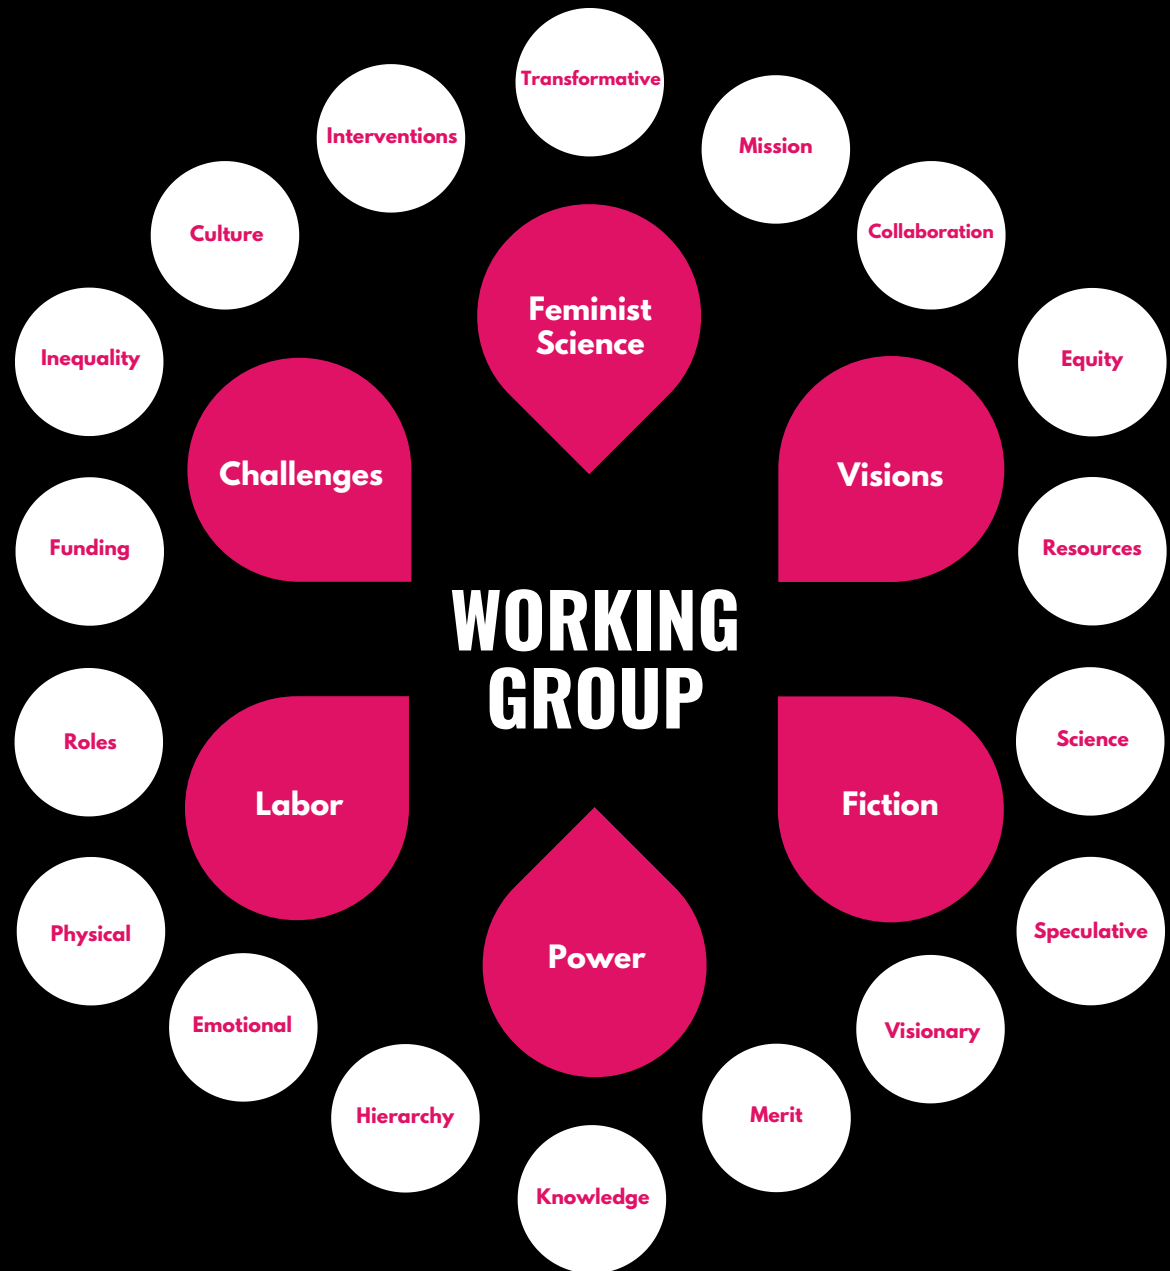 Transformative
Interventions
Mission
Collaboration
Culture
Feminist
Science
Inequality
Equity
Challenges
Visions
Funding
Resources
WORKING
GROUP
Roles
Science
Labor
Fiction
Physical
Speculative
Power
Emotional
Visionary
Hierarchy
Merit
Knowledge